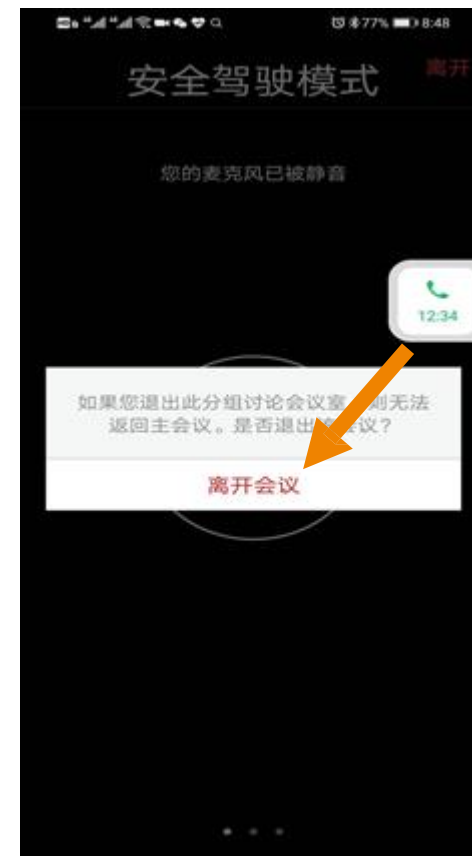 77% 8:48
安全驾驶模式
离开
您的麦克风已被静音
12:34
如果您退出此分组讨论会议室 则无法
返回主会议。是否退出 会议?
离开会议